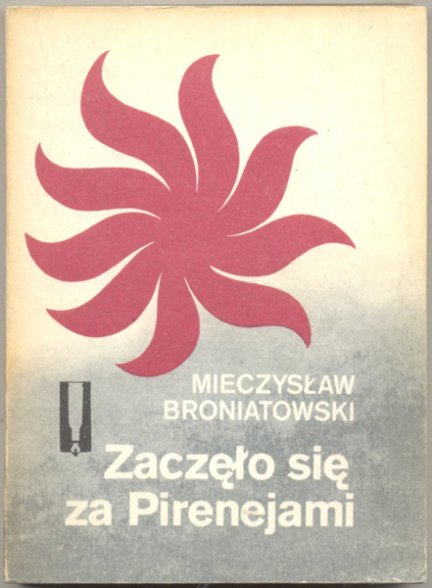 MIECZYSŁAW
BRONIATOWSKI
Zaczęło się
za Pirenejami